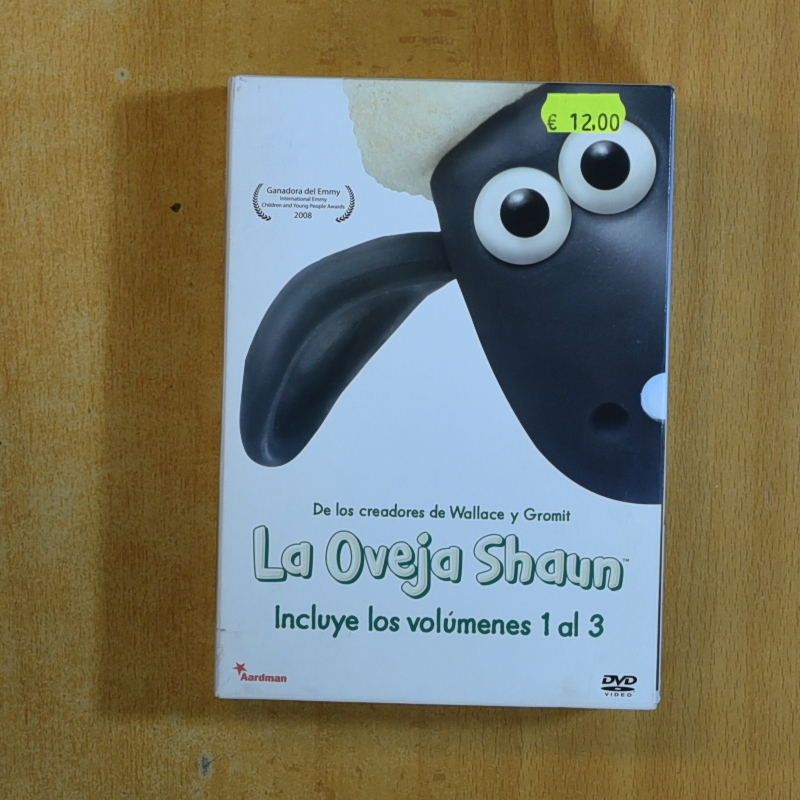 € 12,00
Ganadora del Emmy
International Emmy
Children and Young People Awards
2008
De los creadores de Wallace y Gromit
La Oveja Shaun™
Incluye los volúmenes 1 al 3
Aardman
DVD
VIDEO